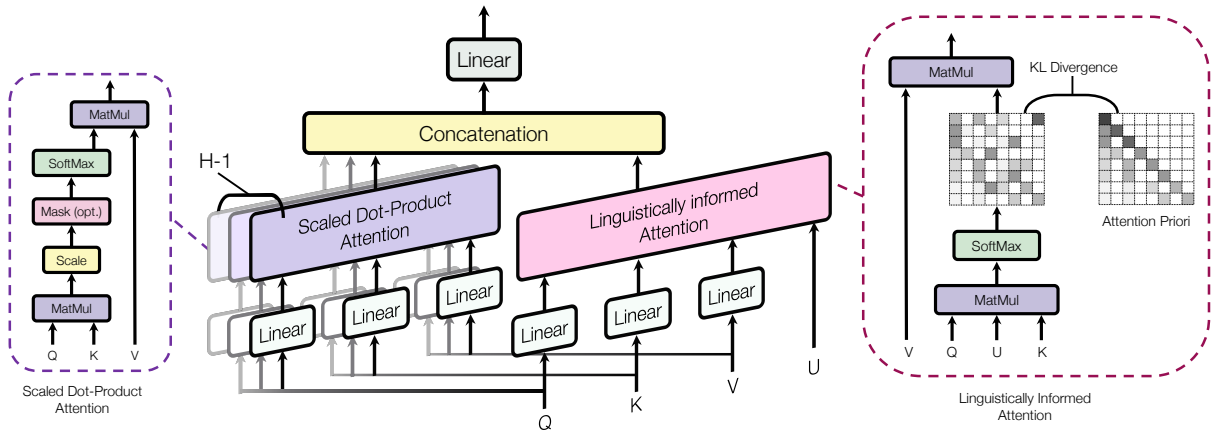 MatMul
SoftMax
Mask (opt.)
Scale
MatMul
Q K V
Scaled Dot-Product
Attention
Linear
Concatenation
H-1
Scaled Dot-Product
Attention
Linguistically informed
Attention
Linear
Linear
Linear
Linear
Linear
Linear
Q
K
V
U
MatMul
KL Divergence
Attention Priori
SoftMax
MatMul
V Q U K
Linguistically Informed
Attention